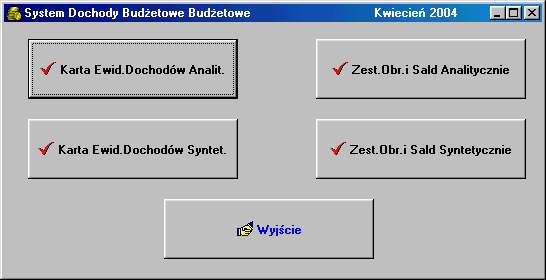 System Dochody Budżetowe Budżetowe Kwiecień 2004
Karta Ewid.Dochodów Analit.
Zest.Obr.i Sald Analitycznie
Karta Ewid.Dochodów Syntet.
Zest.Obr.i Sald Syntetycznie
Wyjście